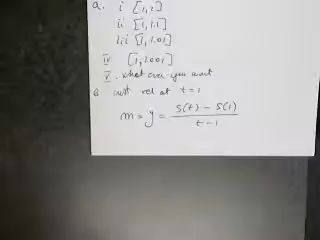 a. i [1,2]
ii [1,1.1]
iii [1,1.01]
iv [1,1.001]
v. what ever you want
B inst vel at t=1
m = y = S(t) - S(1) / t - 1